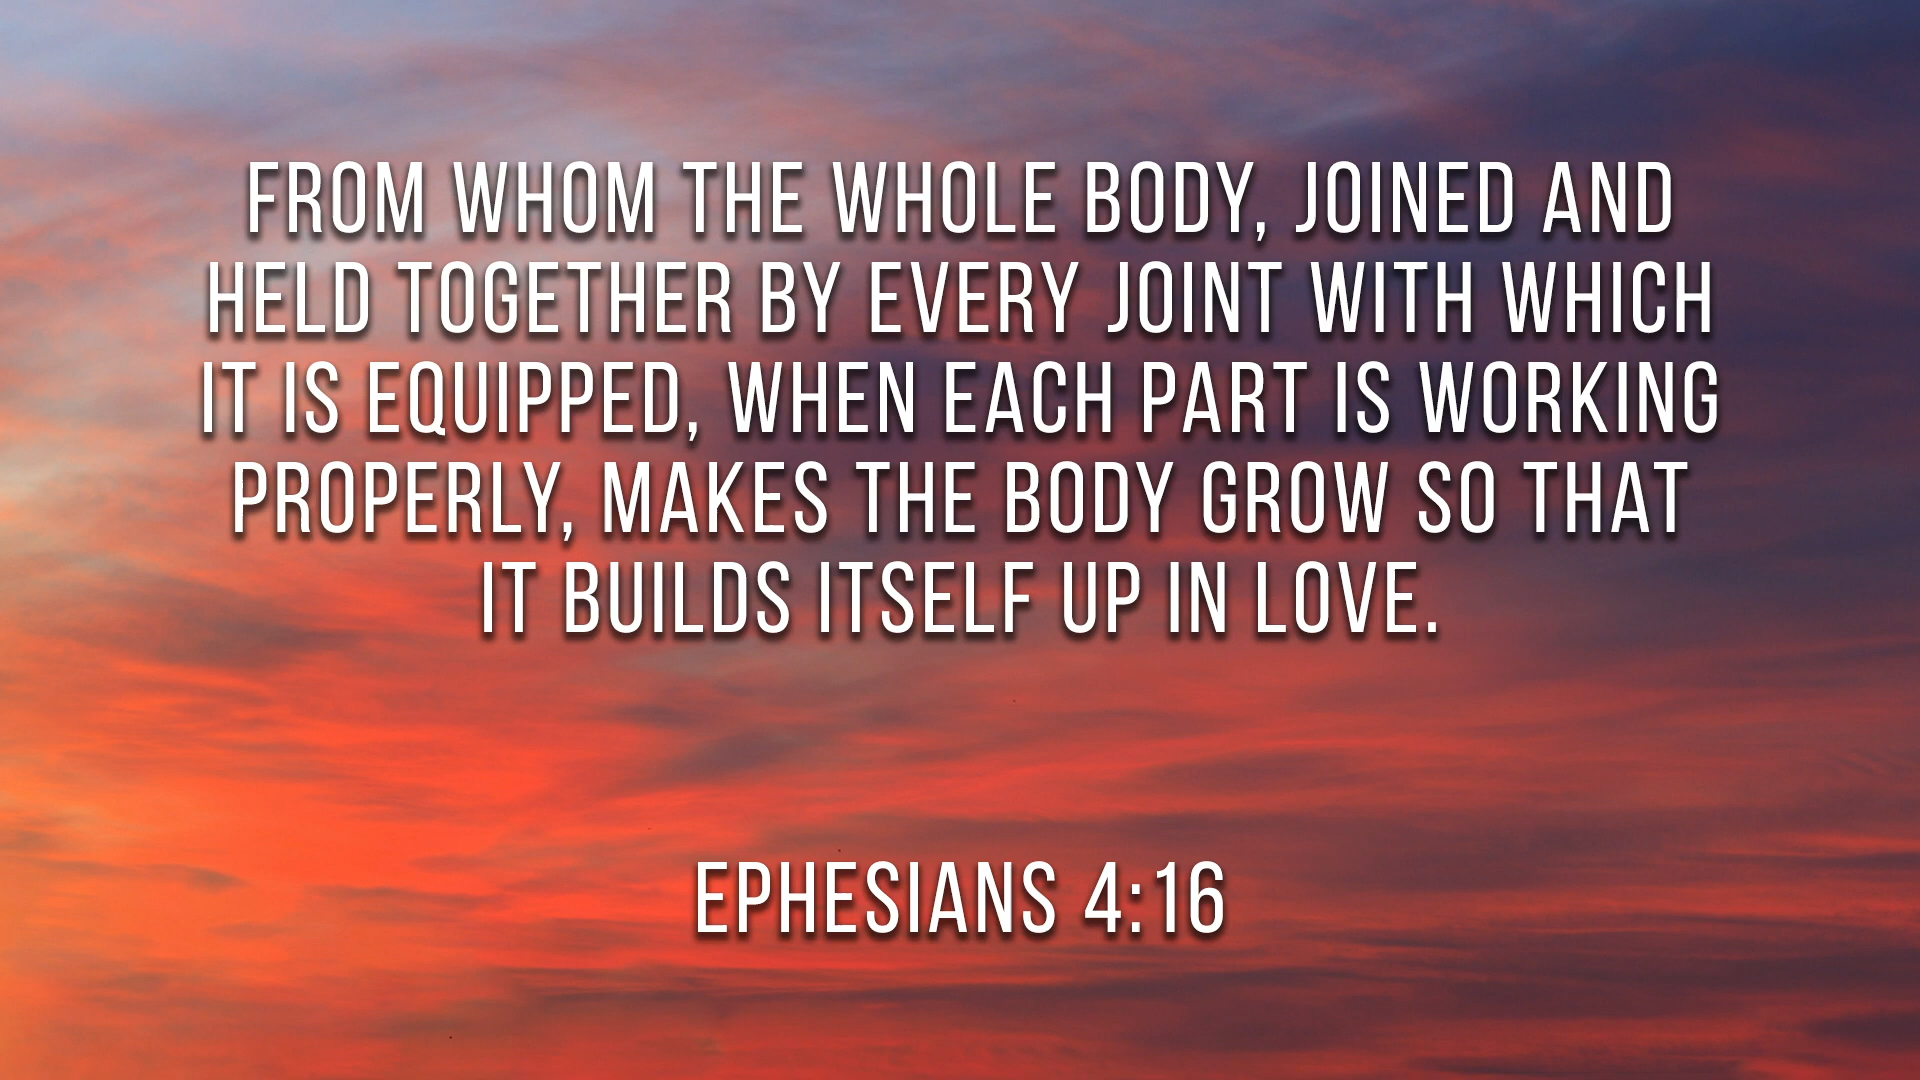 FROM WHOM THE WHOLE BODY, JOINED AND
HELD TOGETHER BY EVERY JOINT WITH WHICH
IT IS EQUIPPED, WHEN EACH PART IS WORKING
PROPERLY, MAKES THE BODY GROW SO THAT
IT BUILDS ITSELF UP IN LOVE.
EPHESIANS 4:16